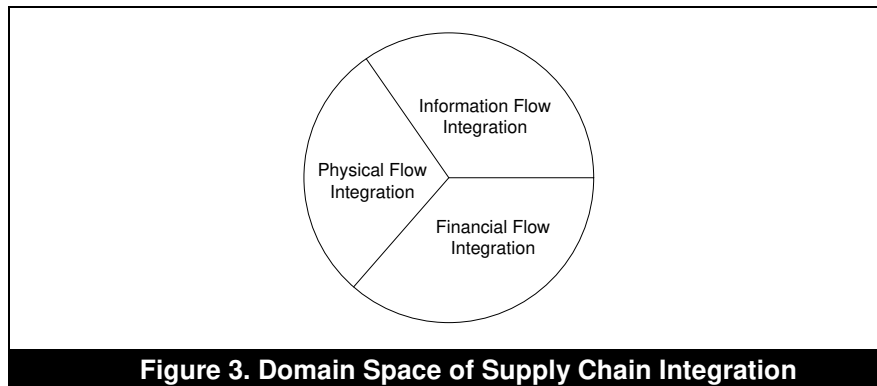 Information Flow
Integration
Physical Flow
Integration
Financial Flow
Integration
Figure 3. Domain Space of Supply Chain Integration